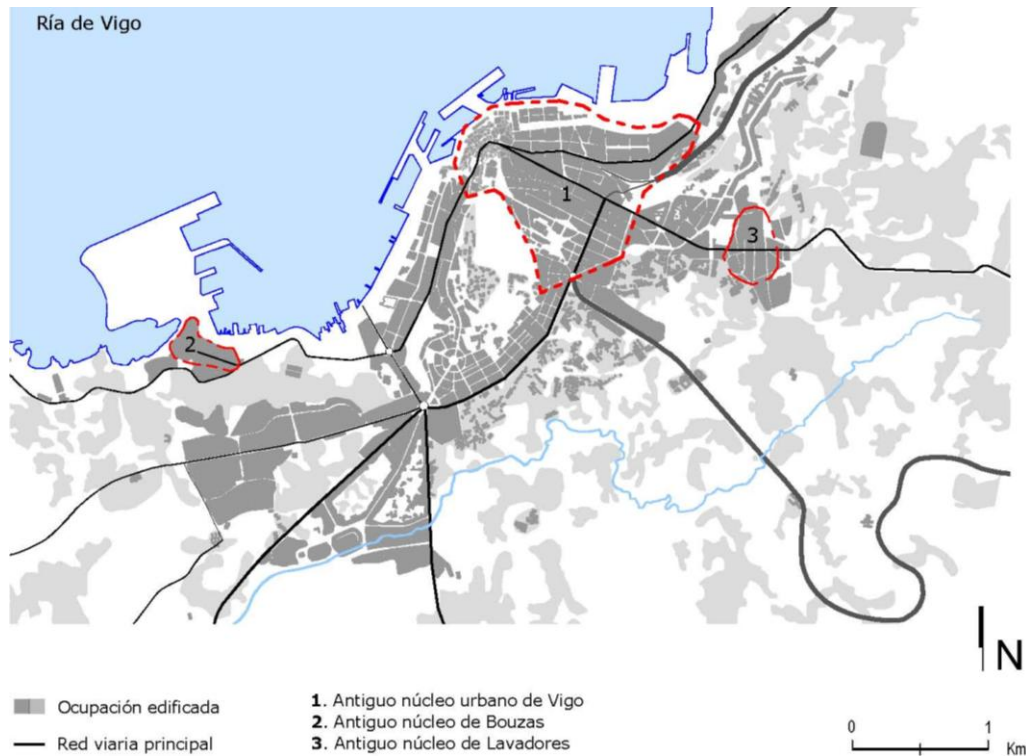 Ría de Vigo
1
3
2
N
Ocupación edificada
Red viaria principal
1. Antiguo núcleo urbano de Vigo
2. Antiguo núcleo de Bouzas
3. Antiguo núcleo de Lavadores
0 1
Km